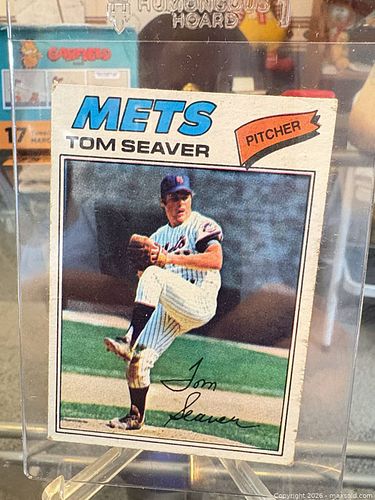 HUMONGOUS
HOARD
GARFIELD
17
METS
TOM SEAVER
PITCHER
Tom
Seaver
Copyright 2026 - maxsold.com